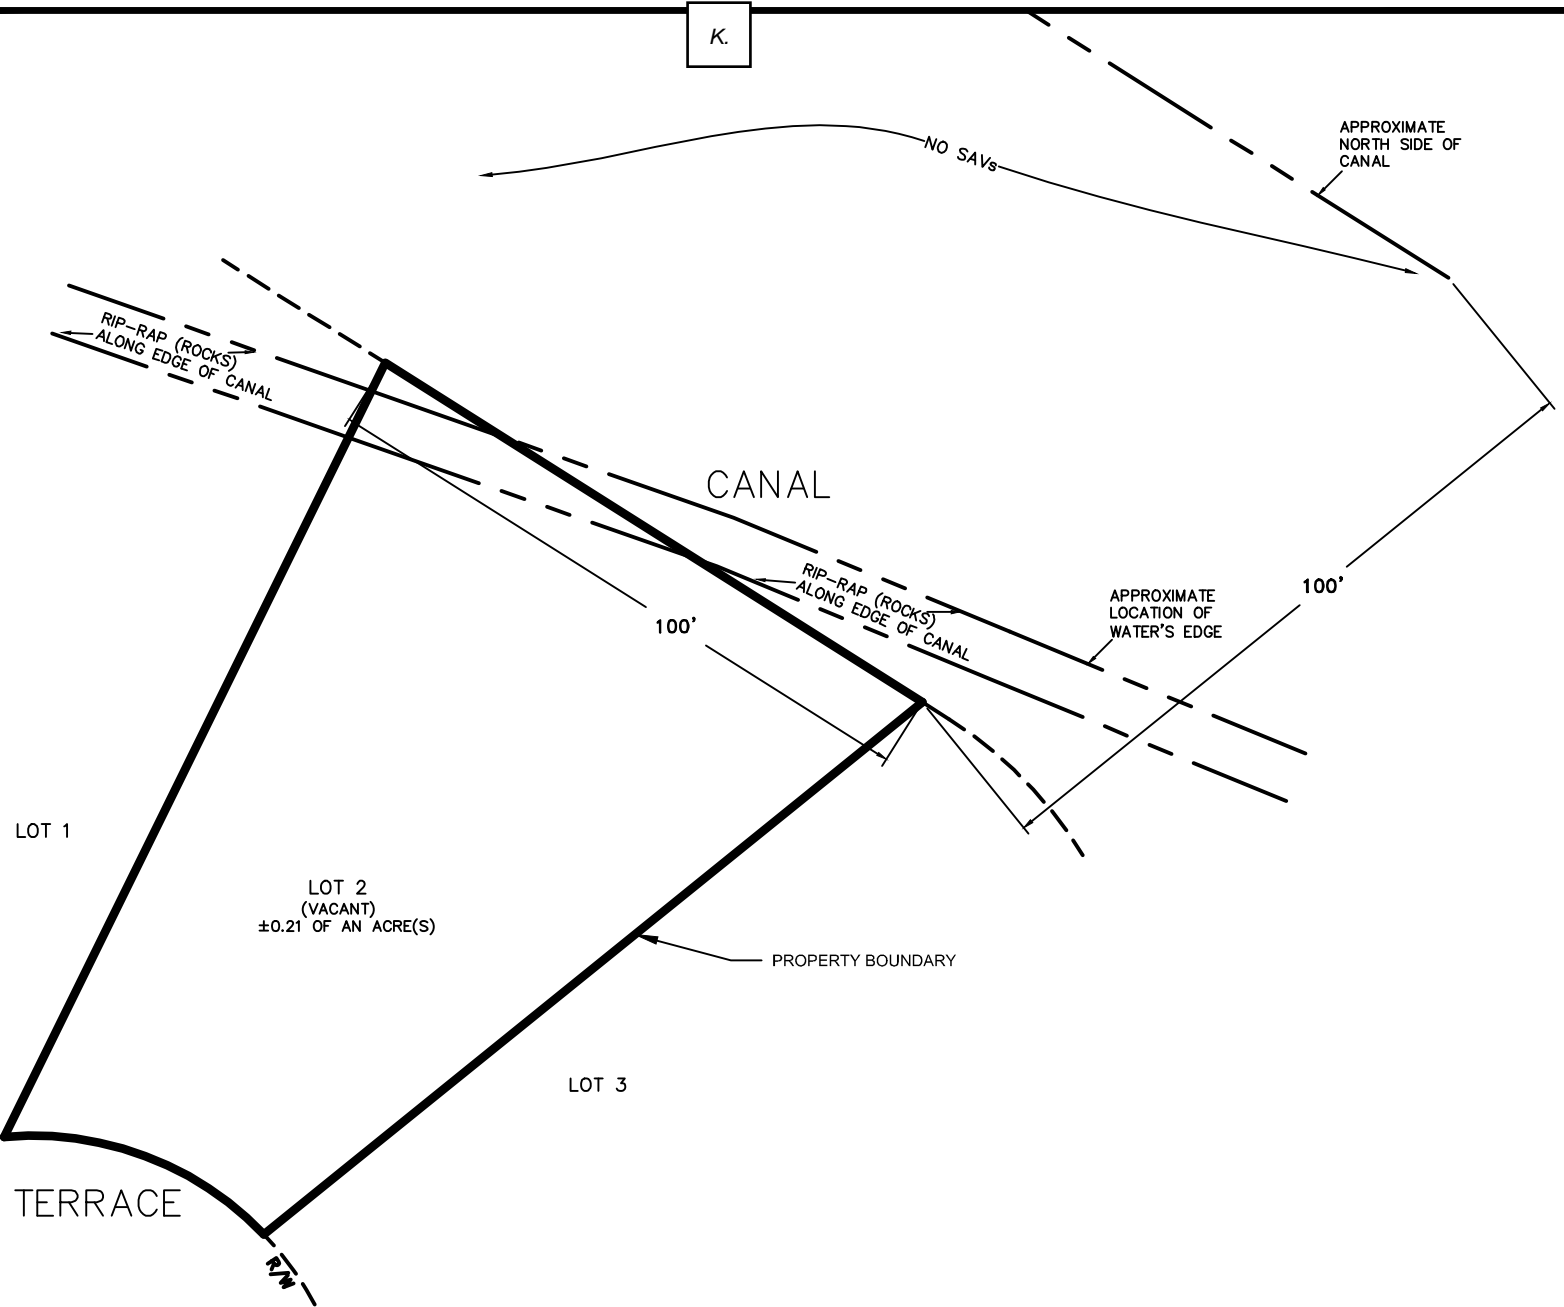 K.
APPROXIMATE
NORTH SIDE OF
CANAL
NO SAVs
RIP-RAP (ROCKS)
ALONG EDGE OF CANAL
CANAL
RIP-RAP (ROCKS)
ALONG EDGE OF CANAL
APPROXIMATE
LOCATION OF
WATER'S EDGE
100'
100'
LOT 1
LOT 2
(VACANT)
±0.21 OF AN ACRE(S)
PROPERTY BOUNDARY
LOT 3
TERRACE
R/W